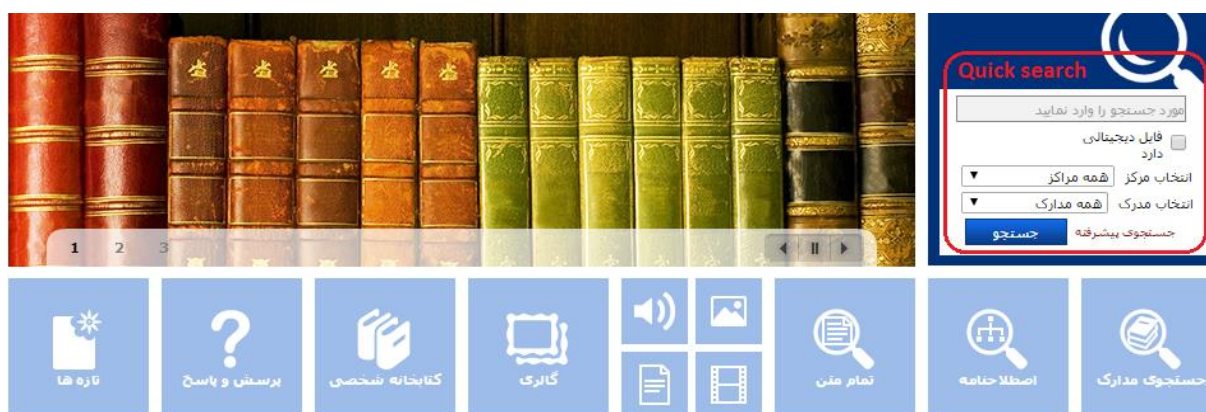 Quick search
مورد جستجو را وارد نمایید
فایل دیجیتالی
دارد
انتخاب مرکز همه مراکز
انتخاب مدرک همه مدارک
جستجوی پیشرفته جستجو
1 2 3
جستجوی مدارک
اصطلاحنامه
تمام متن
گالری
کتابخانه شخصی
پرسش و پاسخ
تازه ها